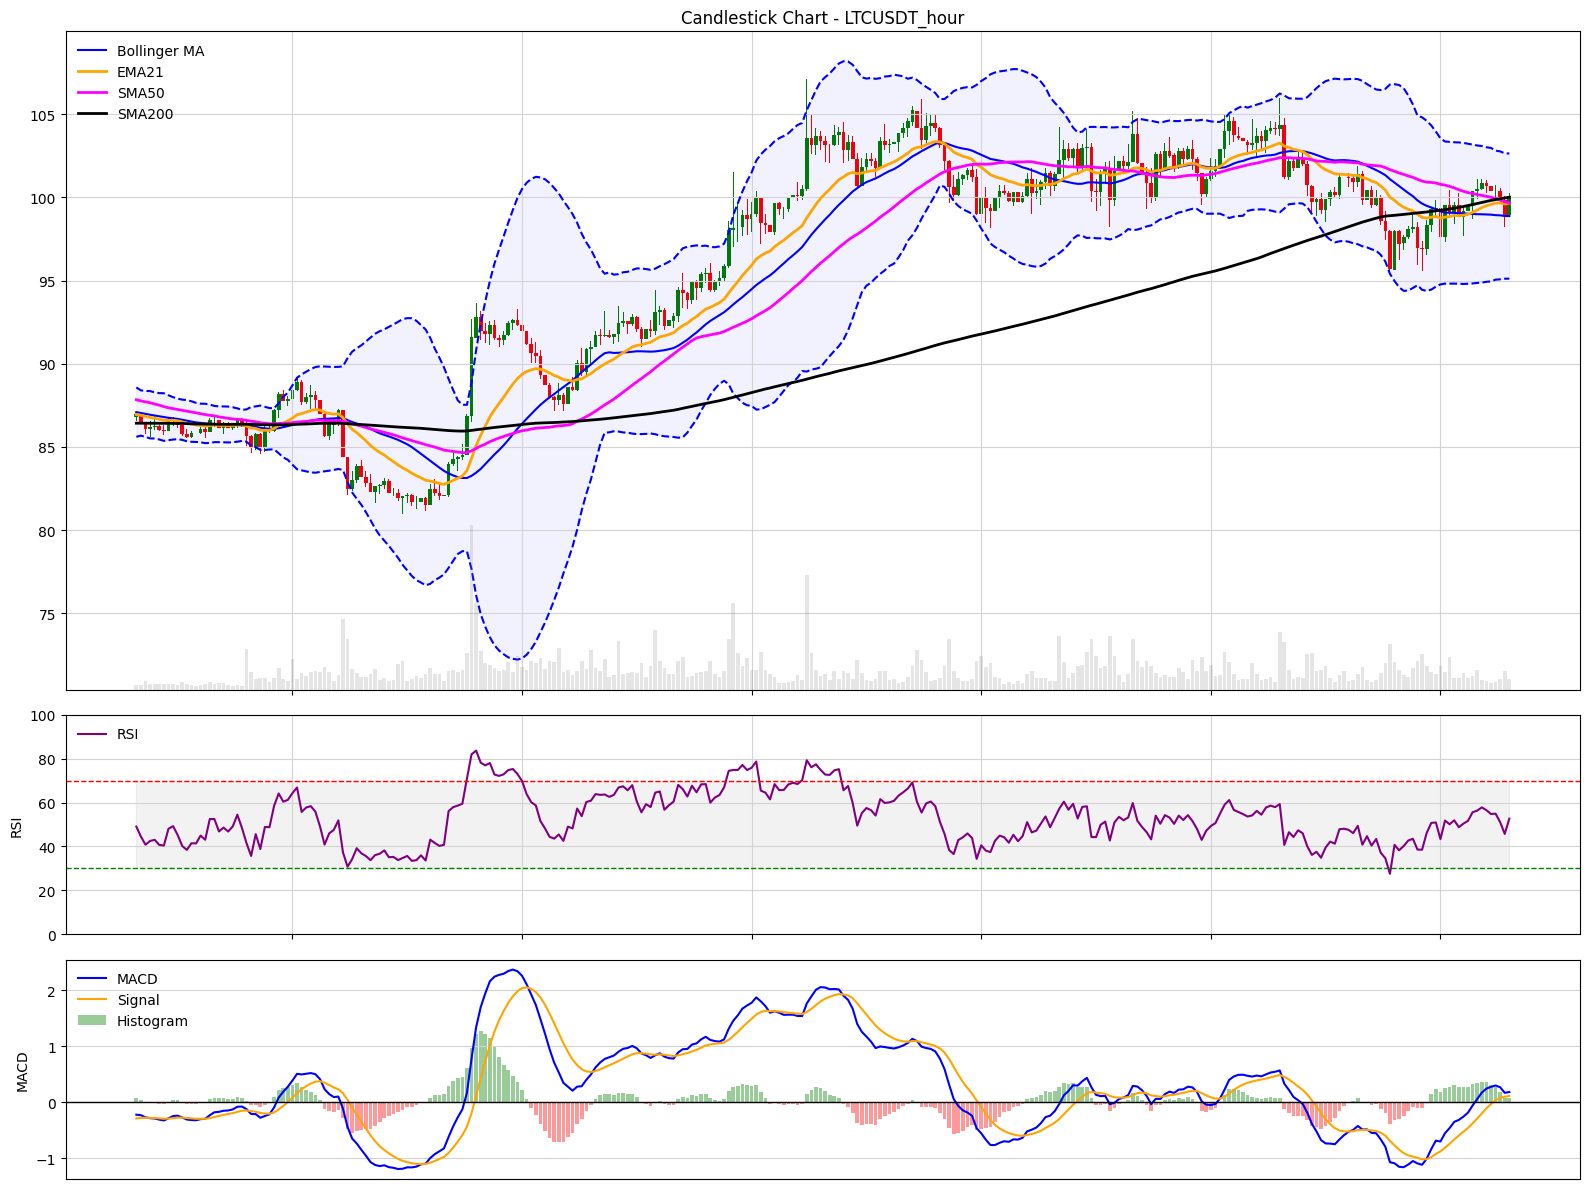 Candlestick Chart - LTCUSDT_hour
Bollinger MA
EMA21
SMA50
SMA200
105
100
95
90
85
80
75
RSI
100
80
60
40
20
0
RSI
MACD
Signal
Histogram
2
1
0
−1
MACD